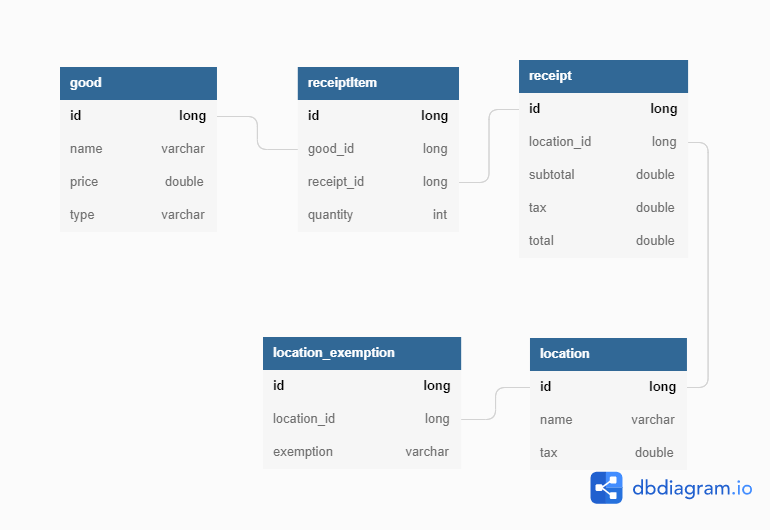 good
id long
name varchar
price double
type varchar
receiptItem
id long
good_id long
receipt_id long
quantity int
receipt
id long
location_id long
subtotal double
tax double
total double
location_exemption
id long
location_id long
exemption varchar
location
id long
name varchar
tax double
dbdiagram.io